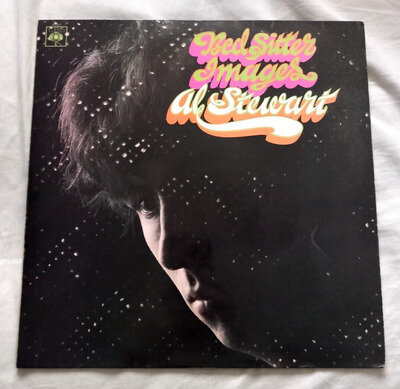 Bed Sitter
Images
Al Stewart